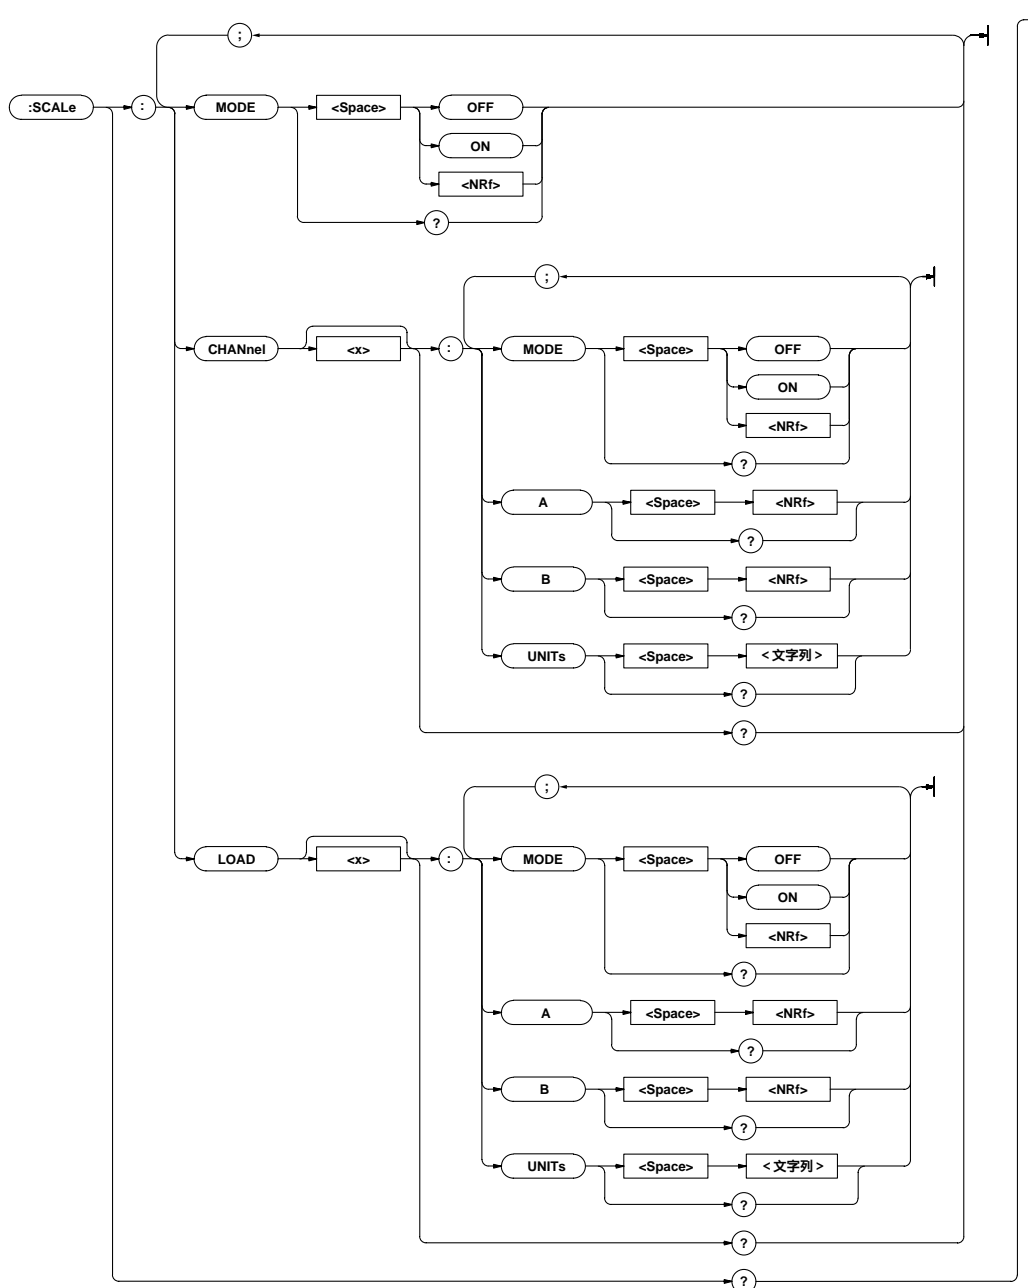 ;
:SCALe : MODE <Space> OFF
ON
<NRf>
?
;
CHANnel <x> : MODE <Space> OFF
ON
<NRf>
?
A <Space> <NRf>
?
B <Space> <NRf>
?
UNITs <Space> <文字列>
?
?
;
LOAD <x> : MODE <Space> OFF
ON
<NRf>
?
A <Space> <NRf>
?
B <Space> <NRf>
?
UNITs <Space> <文字列>
?
?
?